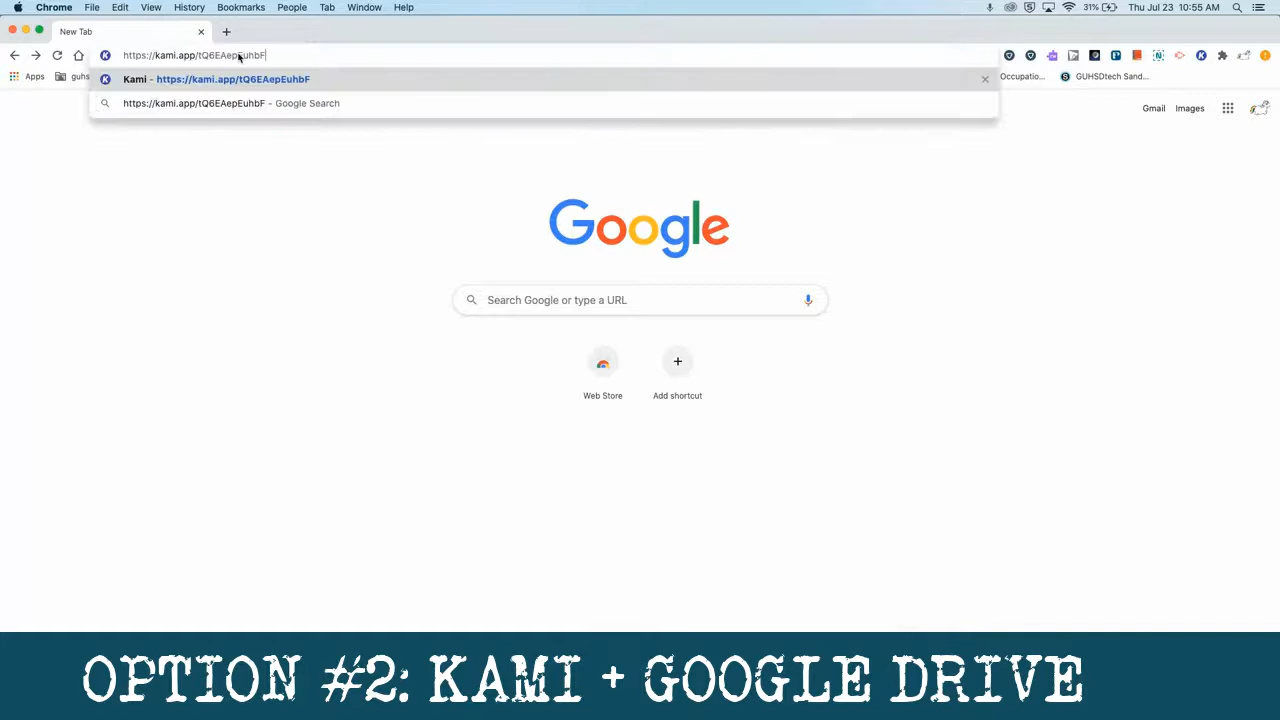 Chrome File Edit View History Bookmarks People Tab Window Help 31% Thu Jul 23 10:55 AM
New Tab
https://kami.app/tQ6EAepEuhbF
Apps guhs Occupatio... GUHSDtech Sand...
Kami - https://kami.app/tQ6EAepEuhbF
https://kami.app/tQ6EAepEuhbF - Google Search
Gmail Images
Google
Search Google or type a URL
Web Store Add shortcut
OPTION #2: KAMI + GOOGLE DRIVE